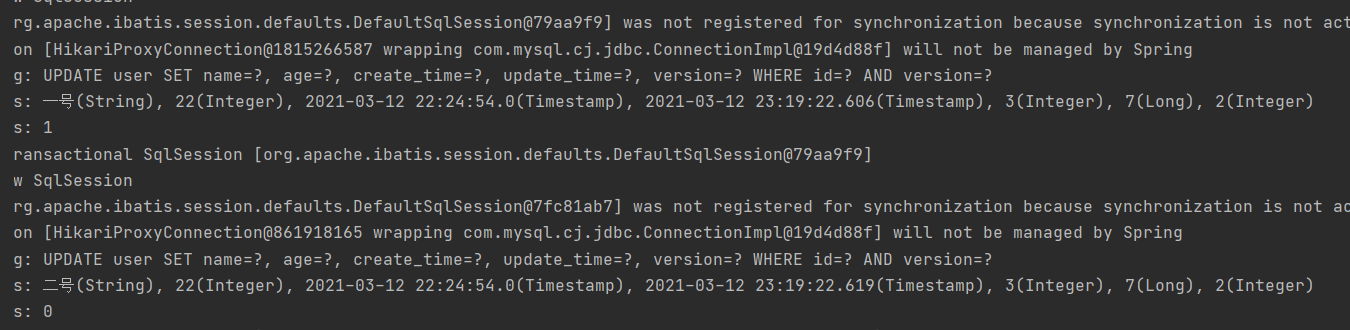 w SqlSession
rg.apache.ibatis.session.defaults.DefaultSqlSession@79aa9f9] was not registered for synchronization because synchronization is not act
on [HikariProxyConnection@1815266587 wrapping com.mysql.cj.jdbc.ConnectionImpl@19d4d88f] will not be managed by Spring
g: UPDATE user SET name=?, age=?, create_time=?, update_time=?, version=? WHERE id=? AND version=?
s: 一号(String), 22(Integer), 2021-03-12 22:24:54.0(Timestamp), 2021-03-12 23:19:22.606(Timestamp), 3(Integer), 7(Long), 2(Integer)
s: 1
ransactional SqlSession [org.apache.ibatis.session.defaults.DefaultSqlSession@79aa9f9]
w SqlSession
rg.apache.ibatis.session.defaults.DefaultSqlSession@7fc81ab7] was not registered for synchronization because synchronization is not ac
on [HikariProxyConnection@861918165 wrapping com.mysql.cj.jdbc.ConnectionImpl@19d4d88f] will not be managed by Spring
g: UPDATE user SET name=?, age=?, create_time=?, update_time=?, version=? WHERE id=? AND version=?
s: 二号(String), 22(Integer), 2021-03-12 22:24:54.0(Timestamp), 2021-03-12 23:19:22.619(Timestamp), 3(Integer), 7(Long), 2(Integer)
s: 0